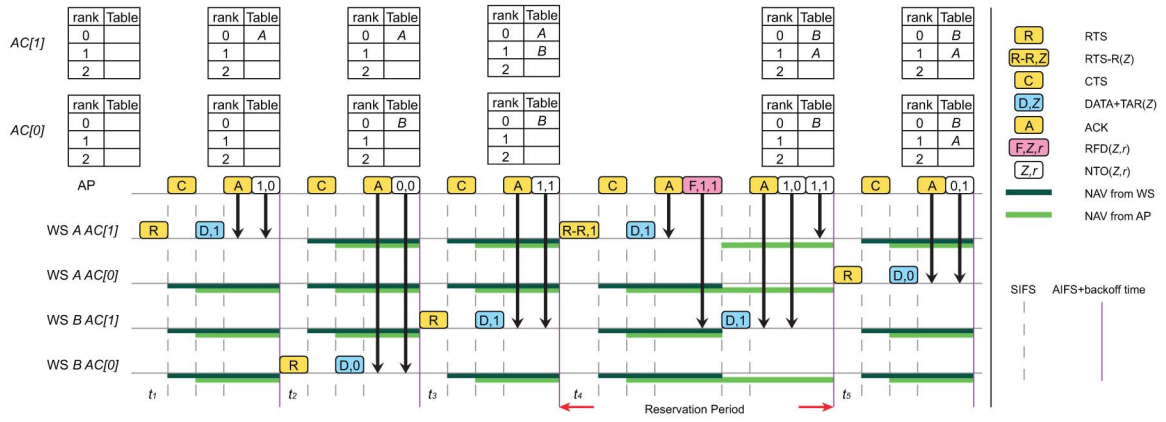 rank Table rank Table rank Table rank Table rank Table rank Table
AC[1] 0 0 A 0 A 0 A 0 B 0 B
1 1 1 1 B 1 A 1 A
2 2 2 2 2 2
rank Table rank Table rank Table rank Table rank Table rank Table
AC[0] 0 0 0 B 0 B 0 B 0 B
1 1 1 1 1 1 A
2 2 2 2 2 2
AP C A 1,0 C A 0,0 C A 1,1 C A F,1,1 A 1,0 1,1 C A 0,1
WS A AC[1] R D,1 R-R,1 D,1
WS A AC[0] R D,0
WS B AC[1] R D,1 D,1
WS B AC[0] R D,0
t1 t2 t3 t4 t5
Reservation Period
R RTS
R-R,Z RTS-R(Z)
C CTS
D,Z DATA+TAR(Z)
A ACK
F,Z,r RFD(Z,r)
Z,r NTO(Z,r)
NAV from WS
NAV from AP
SIFS AIFS+backoff time